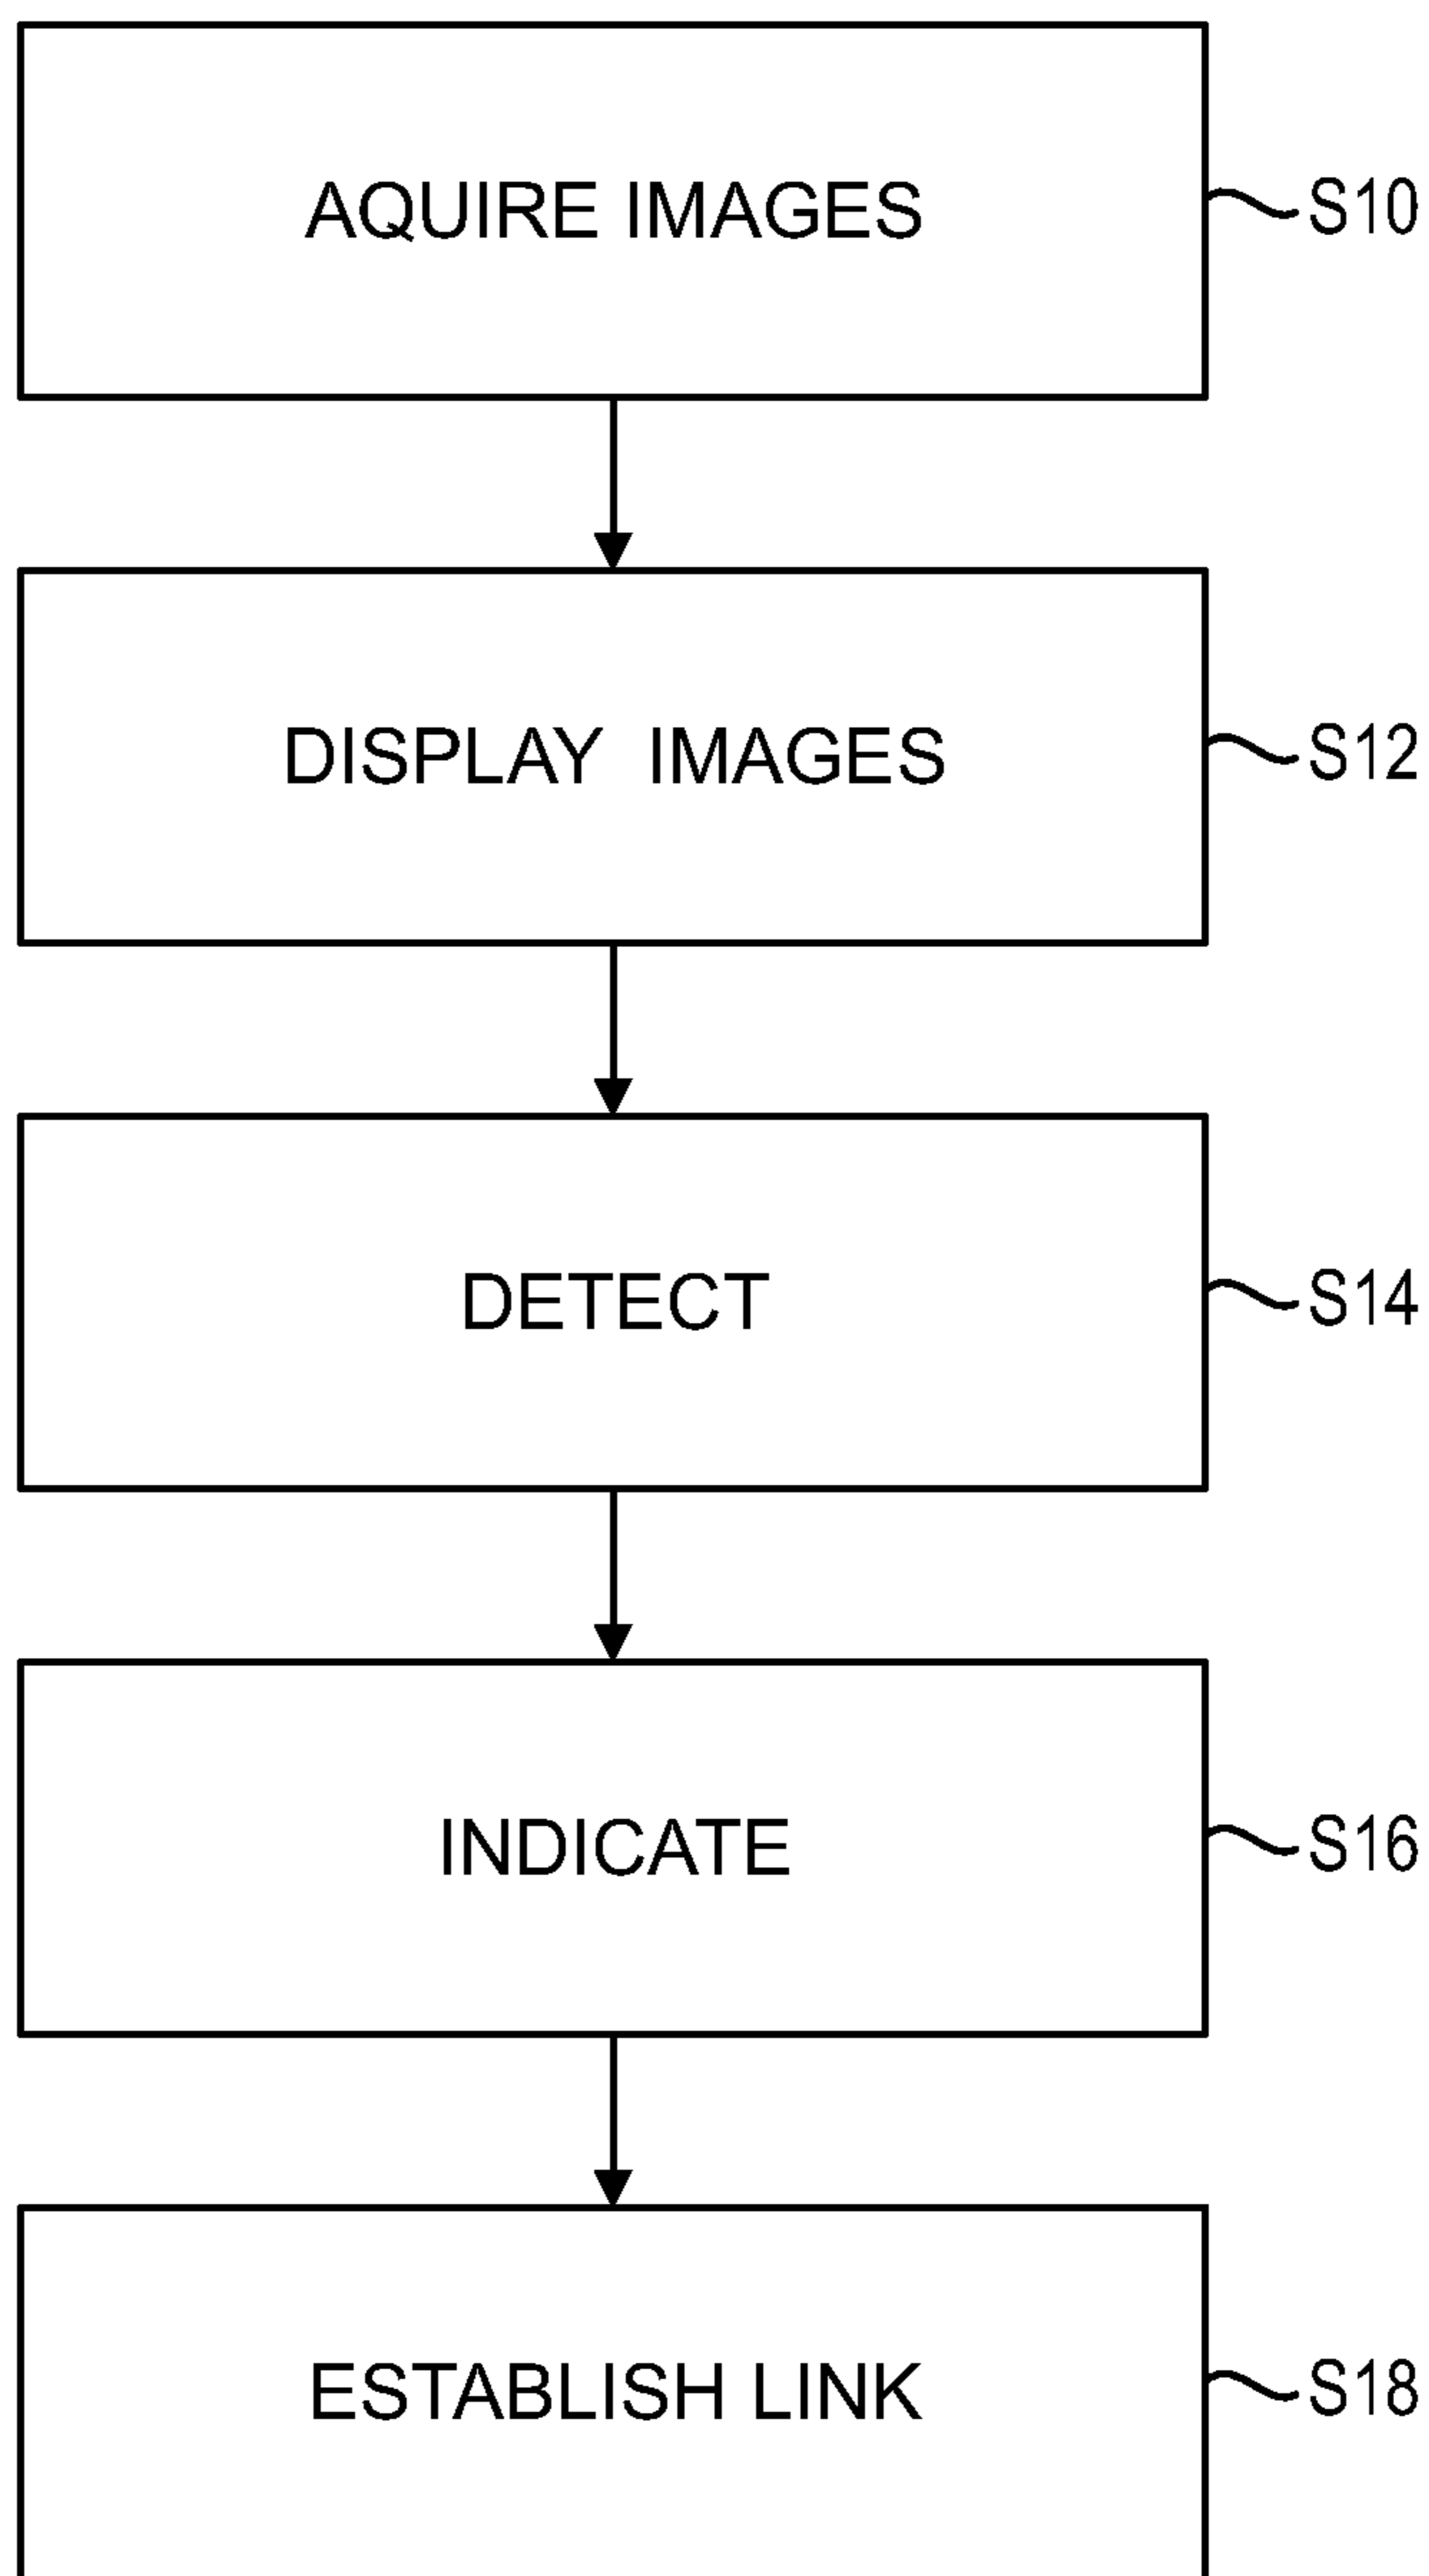 AQUIRE IMAGES
S10
DISPLAY IMAGES
S12
DETECT
S14
INDICATE
S16
ESTABLISH LINK
S18